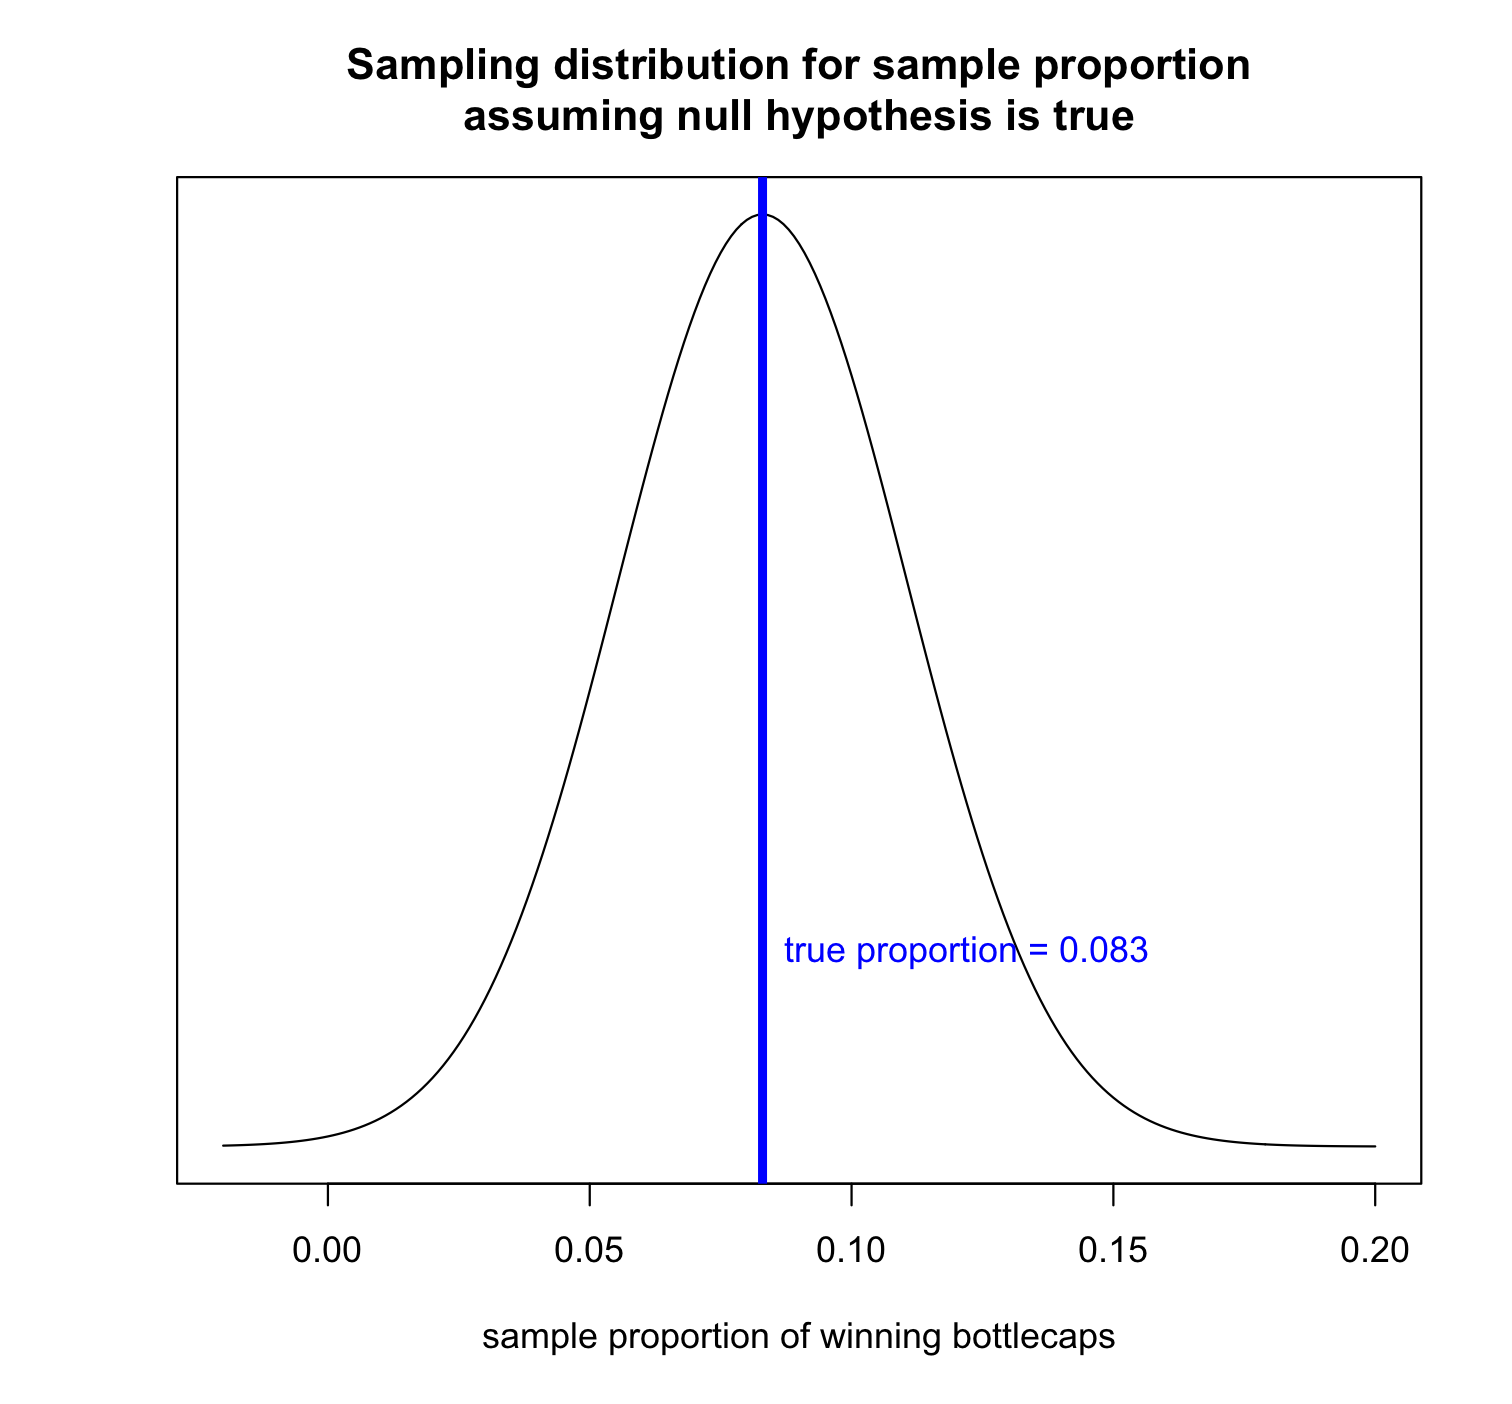 Sampling distribution for sample proportion
assuming null hypothesis is true
true proportion = 0.083
0.00 0.05 0.10 0.15 0.20
sample proportion of winning bottlecaps